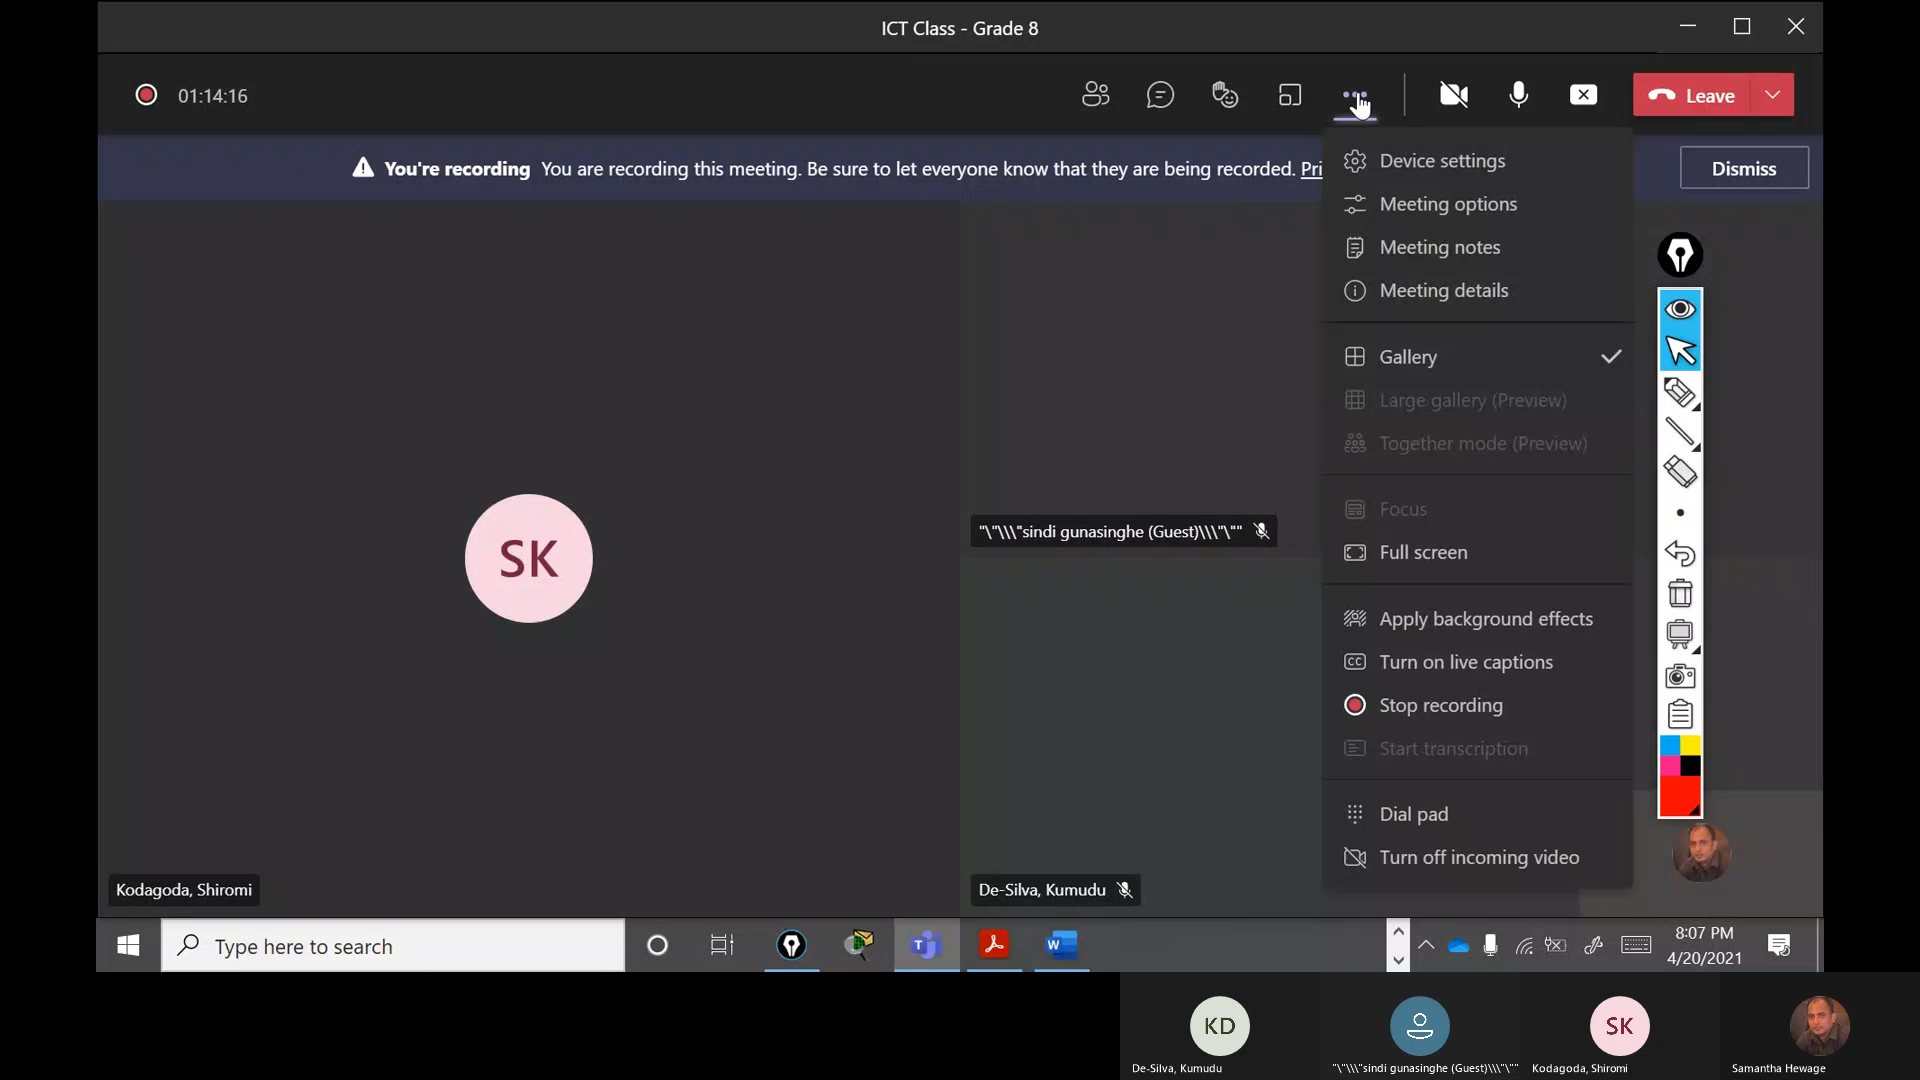 ICT Class - Grade 8
01:14:16
Leave
You're recording You are recording this meeting. Be sure to let everyone know that they are being recorded. Pri
Dismiss
Device settings
Meeting options
Meeting notes
Meeting details
Gallery
Large gallery (Preview)
Together mode (Preview)
Focus
Full screen
Apply background effects
CC Turn on live captions
Stop recording
Start transcription
Dial pad
Turn off incoming video
SK
"\"\\\"sindi gunasinghe (Guest)\\\"\""
Kodagoda, Shiromi
De-Silva, Kumudu
Type here to search
T
W
8:07 PM
4/20/2021
KD
SK
De-Silva, Kumudu
"\"\\\"sindi gunasinghe (Guest)\\\"\""
Kodagoda, Shiromi
Samantha Hewage